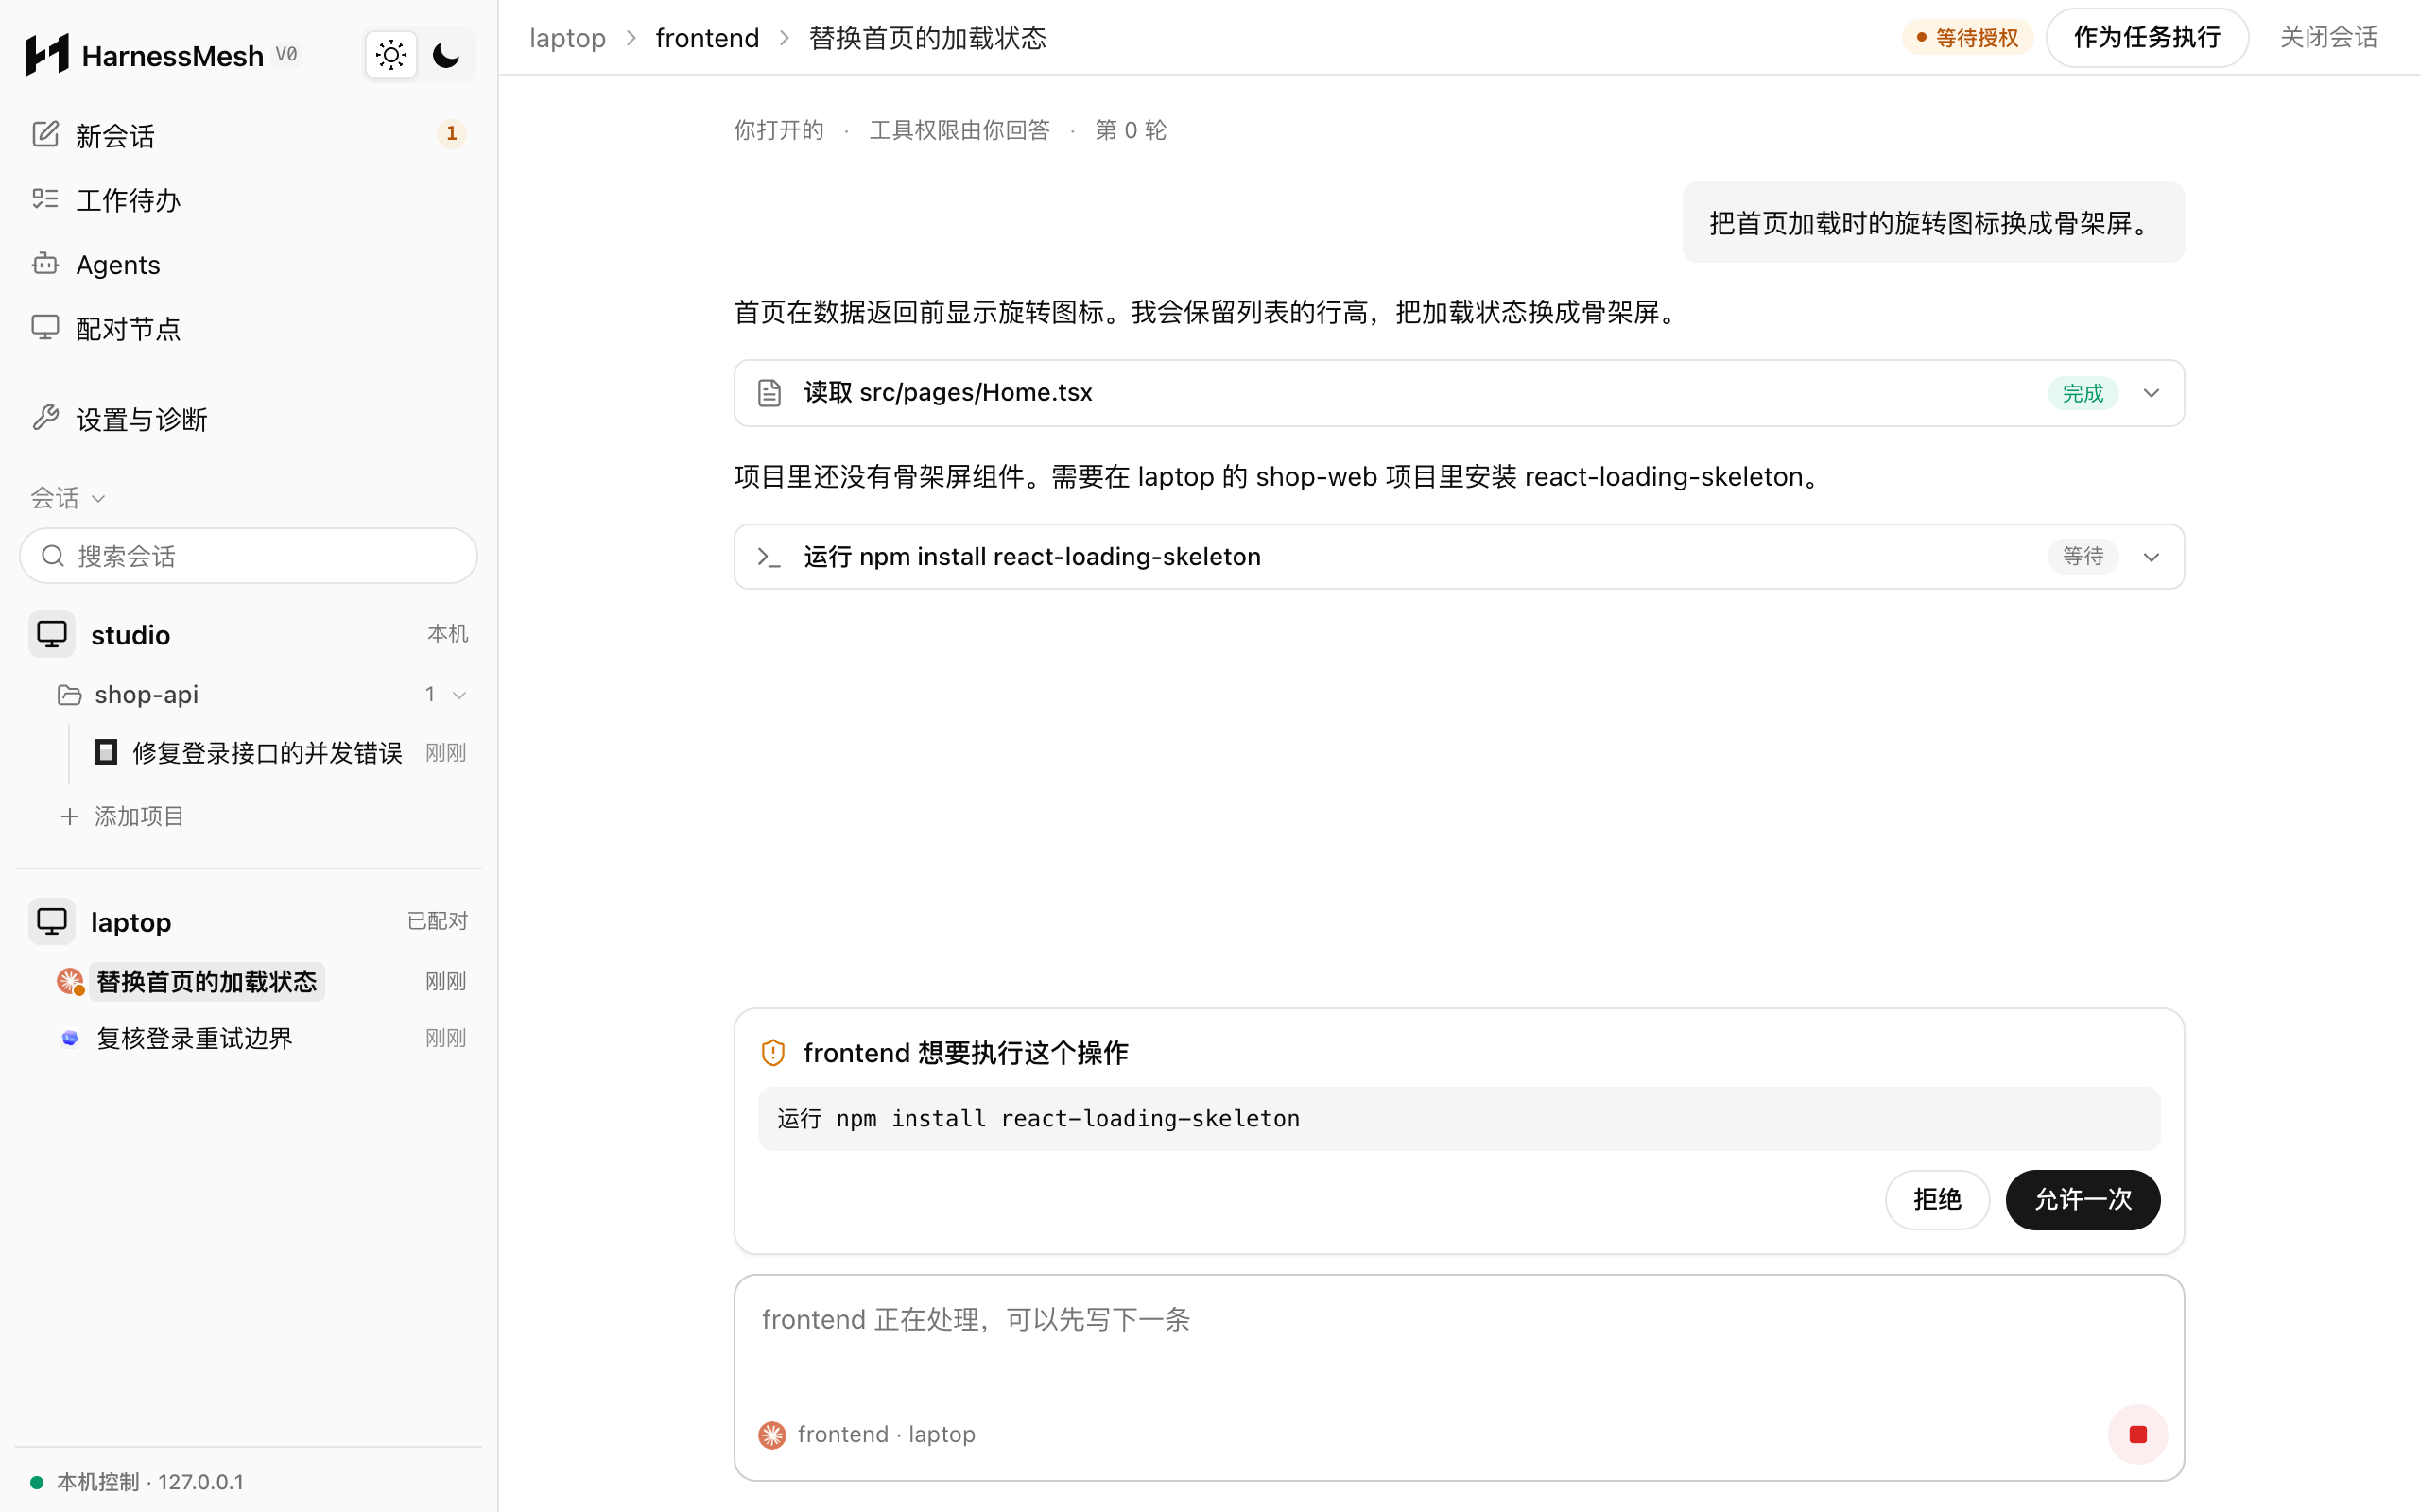 HarnessMesh V0
新会话 1
工作待办
Agents
配对节点
设置与诊断
会话
搜索会话
studio 本机
shop-api 1
修复登录接口的并发错误 刚刚
添加项目
laptop 已配对
替换首页的加载状态 刚刚
复核登录重试边界 刚刚
本机控制 · 127.0.0.1
laptop > frontend > 替换首页的加载状态
等待授权 作为任务执行 关闭会话
你打开的 · 工具权限由你回答 · 第 0 轮
把首页加载时的旋转图标换成骨架屏。
首页在数据返回前显示旋转图标。我会保留列表的行高，把加载状态换成骨架屏。
读取 src/pages/Home.tsx 完成
项目里还没有骨架屏组件。需要在 laptop 的 shop-web 项目里安装 react-loading-skeleton。
运行 npm install react-loading-skeleton 等待
frontend 想要执行这个操作
运行 npm install react-loading-skeleton
拒绝 允许一次
frontend 正在处理，可以先写下一条
frontend · laptop